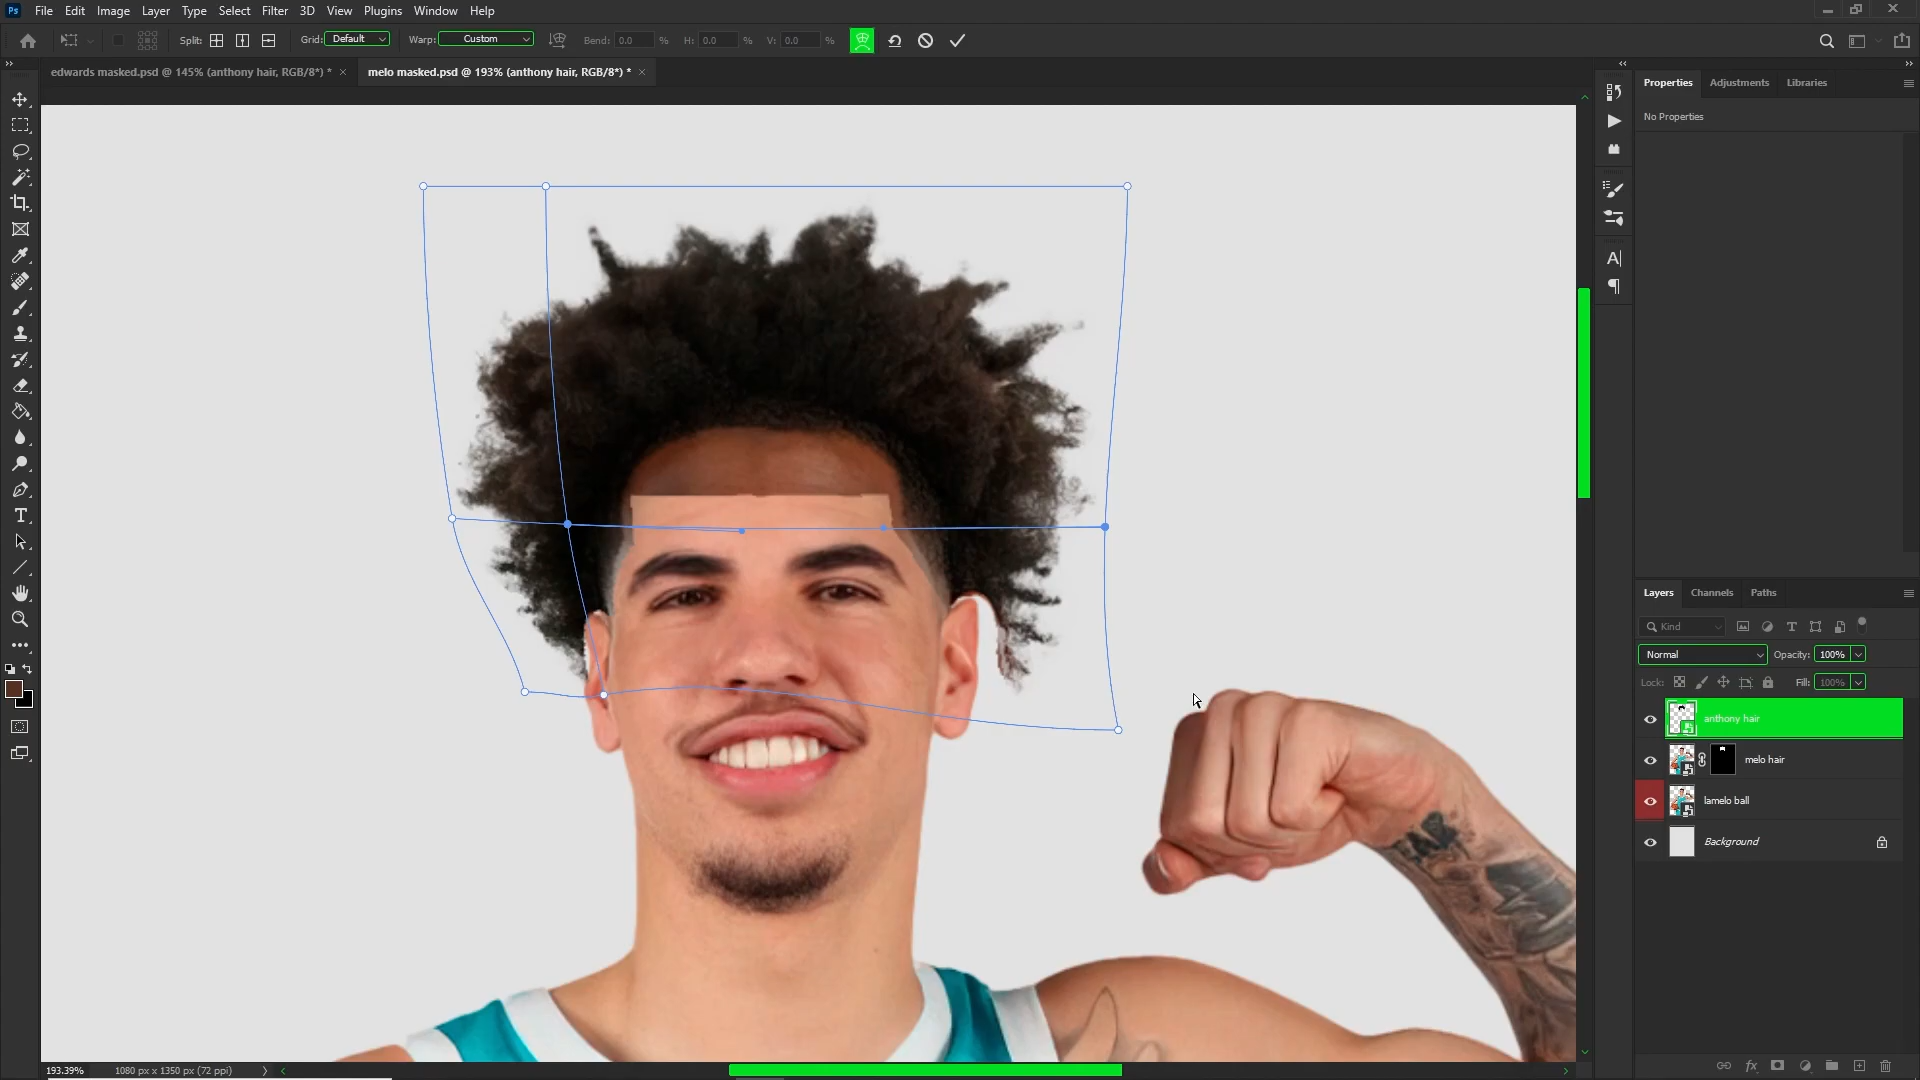 Ps File Edit Image Layer Type Select Filter 3D View Plugins Window Help
Split: Grid: Default Warp: Custom Bend: 0.0 % H: 0.0 % V: 0.0 %
edwards masked.psd @ 145% (anthony hair, RGB/8*) * × melo masked.psd @ 193% (anthony hair, RGB/8*) * ×
Properties Adjustments Libraries
No Properties
Layers Channels Paths
Kind
Normal Opacity: 100%
Lock: Fill: 100%
anthony hair
melo hair
lamelo ball
Background
193.39% 1080 px x 1350 px (72 ppi)